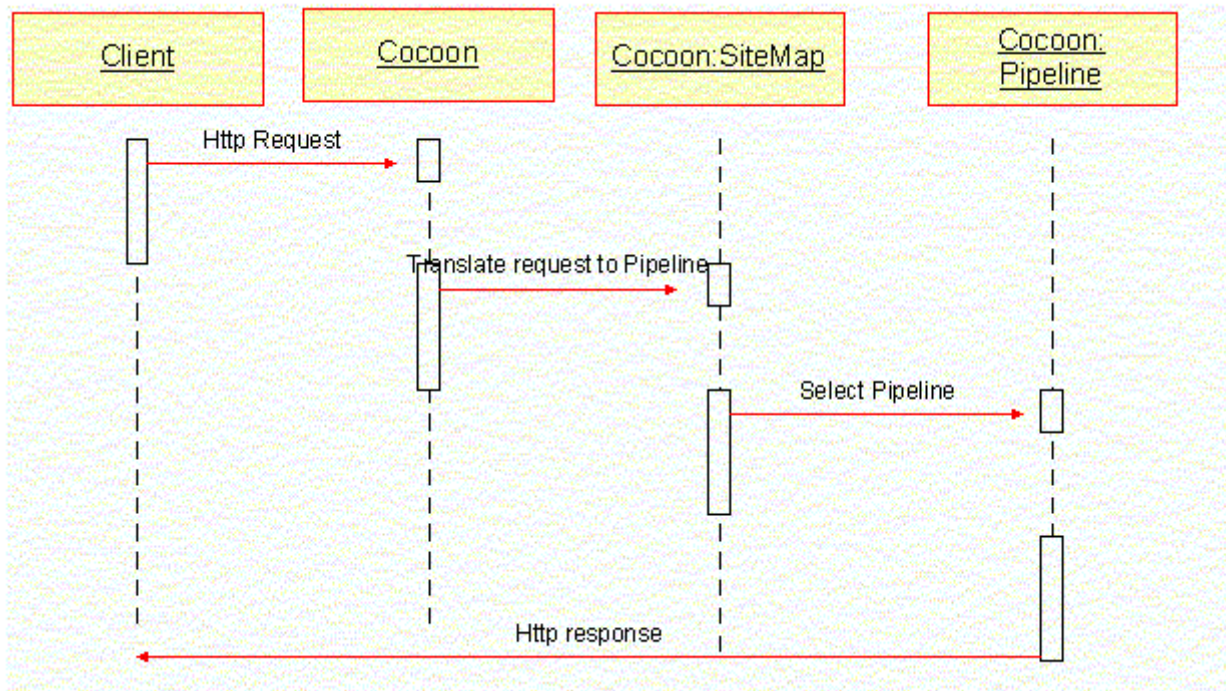 Client
Cocoon
Cocoon:SiteMap
Cocoon:
Pipeline
Http Request
Translate request to Pipeline
Select Pipeline
Http response